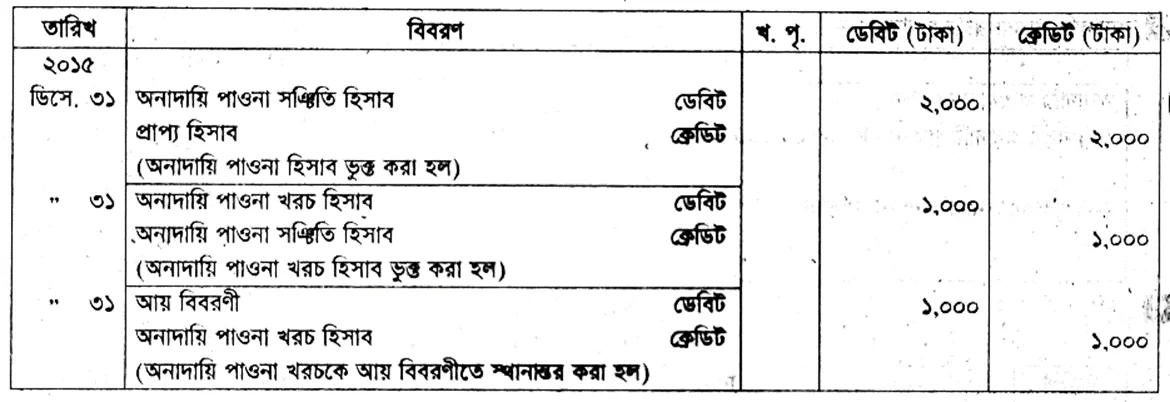 তারিখ বিবরণ খ. পৃ. ডেবিট (টাকা) ক্রেডিট (টাকা)
২০১৫
ডিসে. ৩১ অনাদায়ি পাওনা সঞ্চিতি হিসাব ডেবিট ২,০০০
প্রাপ্য হিসাব ক্রেডিট ২,০০০
(অনাদায়ি পাওনা হিসাব ভুক্ত করা হল)
" ৩১ অনাদায়ি পাওনা খরচ হিসাব ডেবিট ১,০০০
অনাদায়ি পাওনা সঞ্চিতি হিসাব ক্রেডিট ১,০০০
(অনাদায়ি পাওনা খরচ হিসাব ভুক্ত করা হল)
" ৩১ আয় বিবরণী ডেবিট ১,০০০
অনাদায়ি পাওনা খরচ হিসাব ক্রেডিট ১,০০০
(অনাদায়ি পাওনা খরচকে আয় বিবরণীতে স্থানান্তর করা হল)